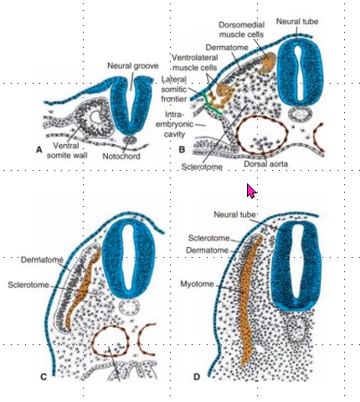 Neural groove
Ventral
somite wall
Notochord
A
Dorsomedial
muscle cells
Neural tube
Dermatome
Ventrolateral
muscle cells
Lateral
somitic
frontier
Intra-
embryonic
cavity
Sclerotome
Dorsal aorta
B
Dermatome
Sclerotome
C
Neural tube
Sclerotome
Dermatome
Myotome
D